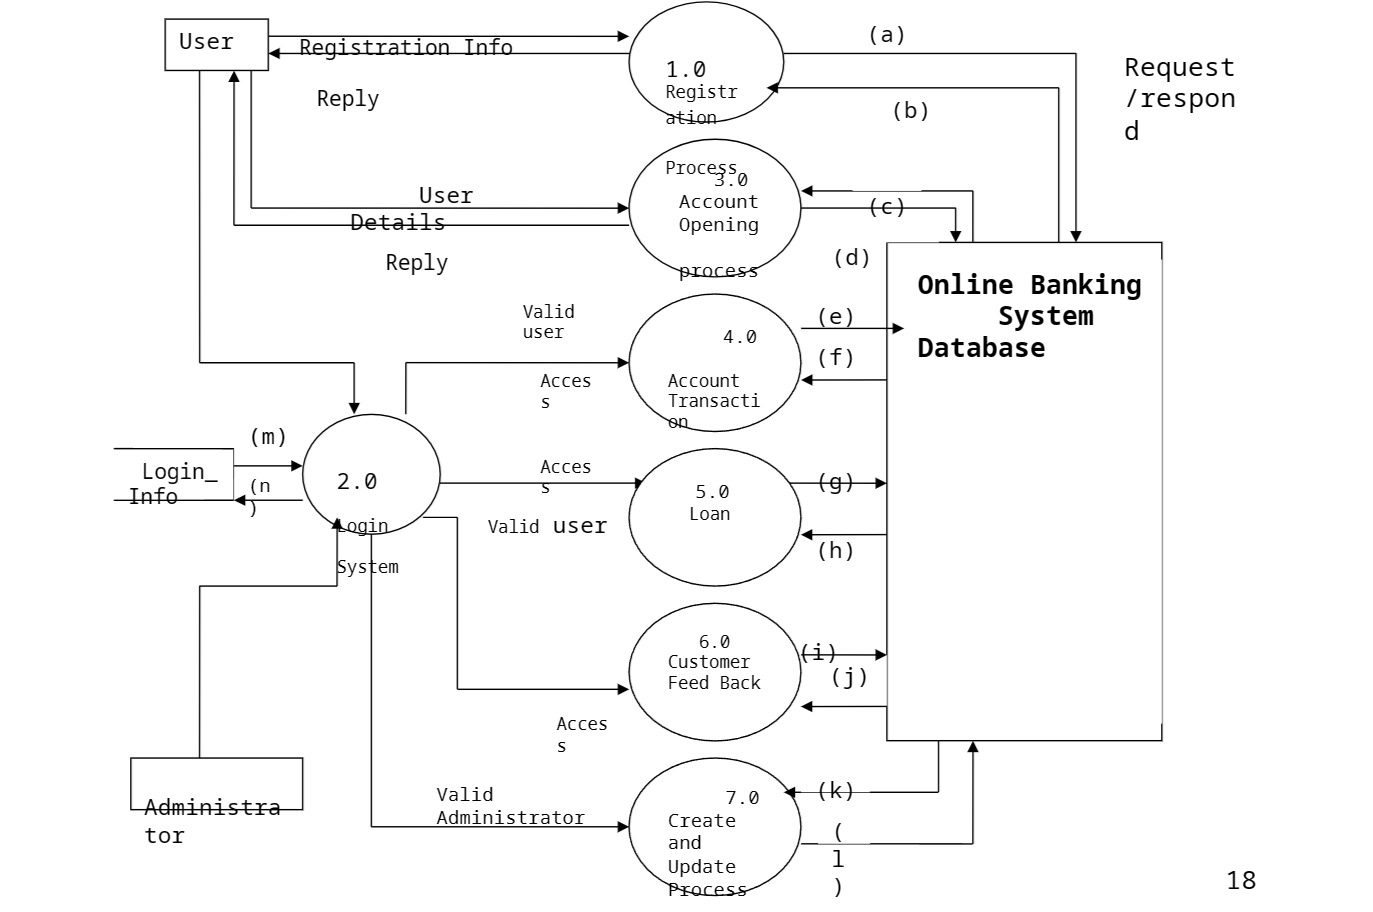 User
Registration Info
Reply
(a)
(b)
Request
/respon
d
1.0
Registr
ation
Process
3.0
Account
Opening
process
User
Details
Reply
(c)
(d)
Online Banking
System
Database
Valid
user
Acces
s
4.0
Account
Transacti
on
(e)
(f)
(m)
Login_
Info
(n
)
2.0
Login
System
Acces
s
Valid user
5.0
Loan
(g)
(h)
6.0
Customer
Feed Back
(i)
(j)
Acces
s
Administra
tor
Valid
Administrator
7.0
Create
and
Update
Process
(k)
(
l
)
18